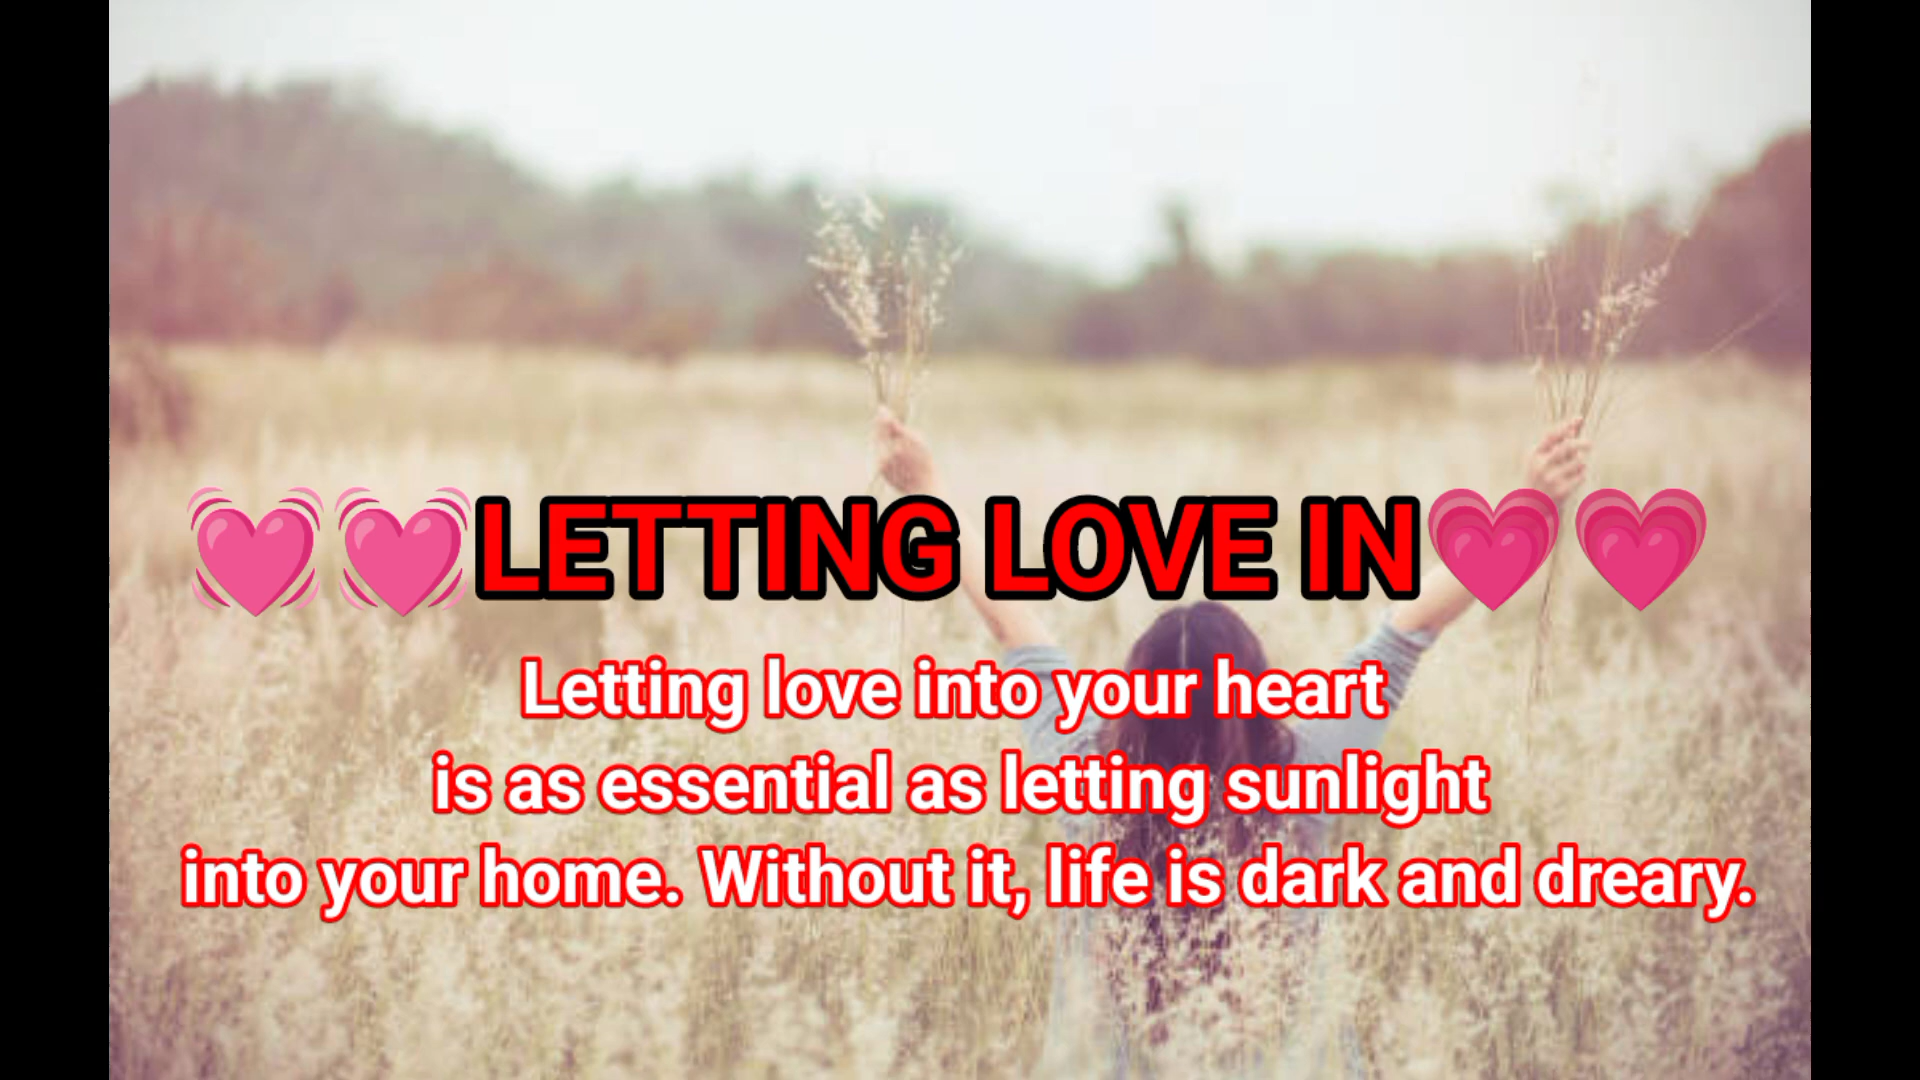 💓💓LETTING LOVE IN💗💗
Letting love into your heart
is as essential as letting sunlight
into your home. Without it, life is dark and dreary.